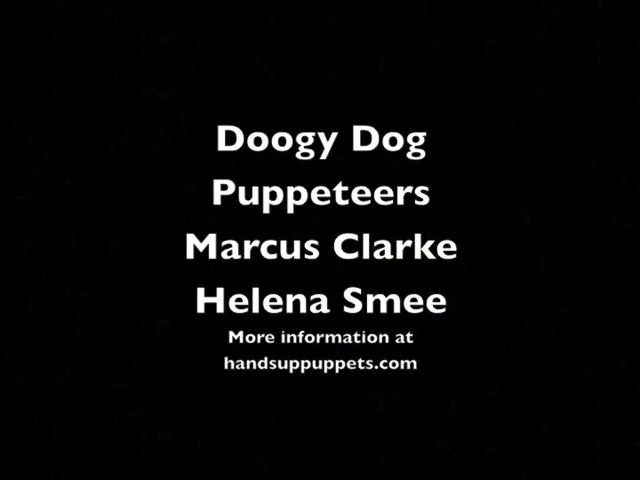 Doogy Dog
Puppeteers
Marcus Clarke
Helena Smee
More information at
handsuppuppets.com